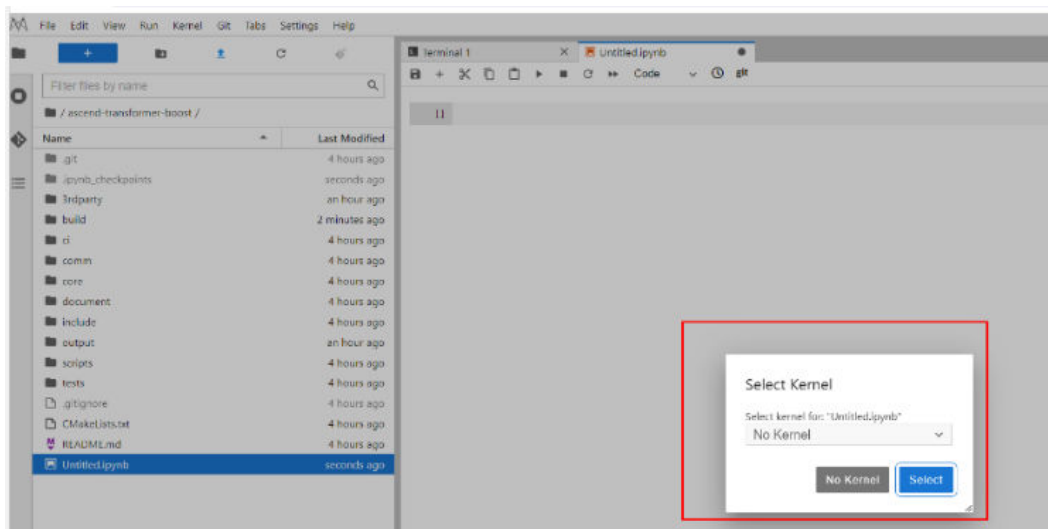 File Edit View Run Kernel Git Tabs Settings Help
Terminal 1
Untitled.ipynb
Code
git
Filter files by name
/ ascend-transformer-boost /
Name Last Modified
.git 4 hours ago
.ipynb_checkpoints seconds ago
3rdparty an hour ago
build 2 minutes ago
ci 4 hours ago
comm 4 hours ago
core 4 hours ago
document 4 hours ago
include 4 hours ago
output an hour ago
scripts 4 hours ago
tests 4 hours ago
.gitignore 4 hours ago
CMakeLists.txt 4 hours ago
README.md 4 hours ago
Untitled.ipynb seconds ago
[ ]
Select Kernel
Select kernel for: "Untitled.ipynb"
No Kernel
No Kernel Select